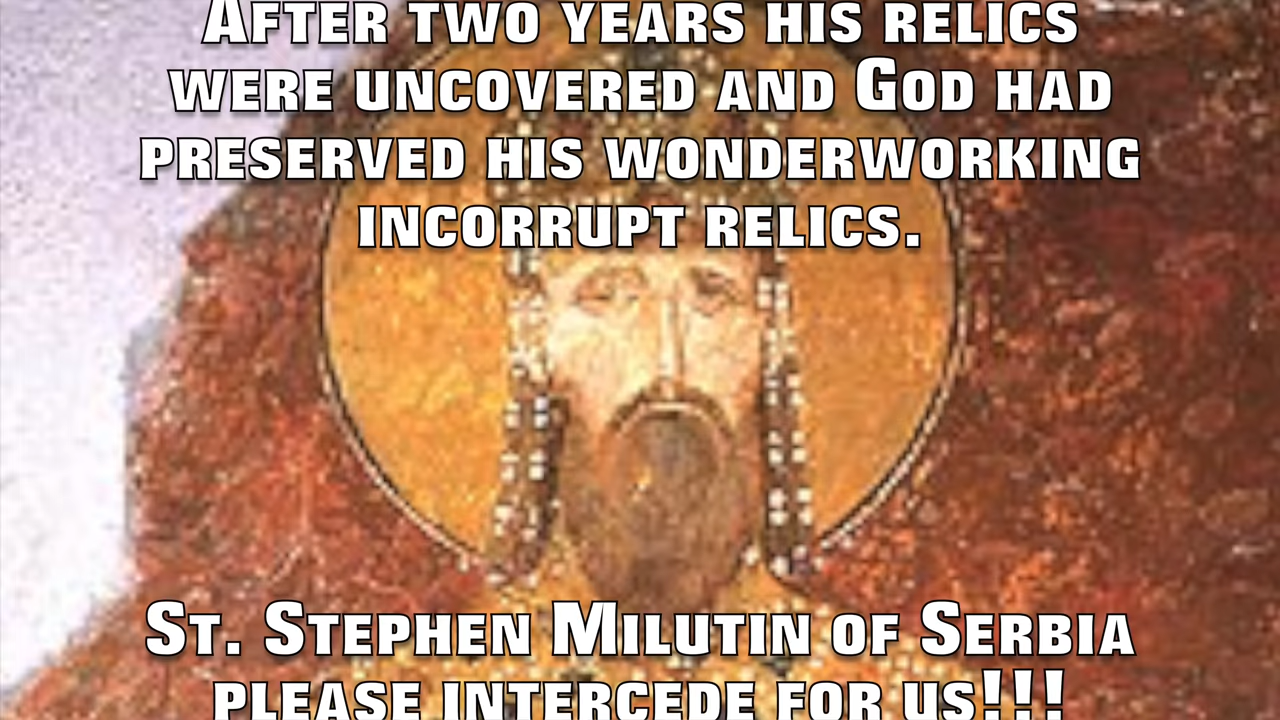 After two years his relics
were uncovered and God had
preserved his wonderworking
incorrupt relics.
St. Stephen Milutin of Serbia
please intercede for us!!!